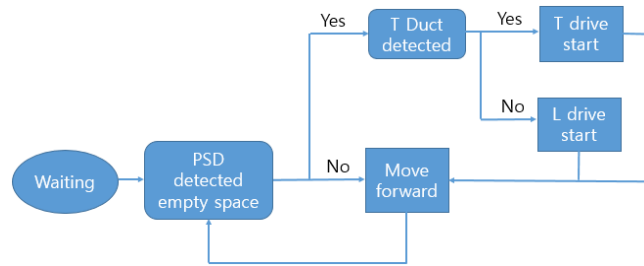 Yes
T Duct
detected
Yes
T drive
start
No
L drive
start
Waiting
PSD
detected
empty space
No
Move
forward